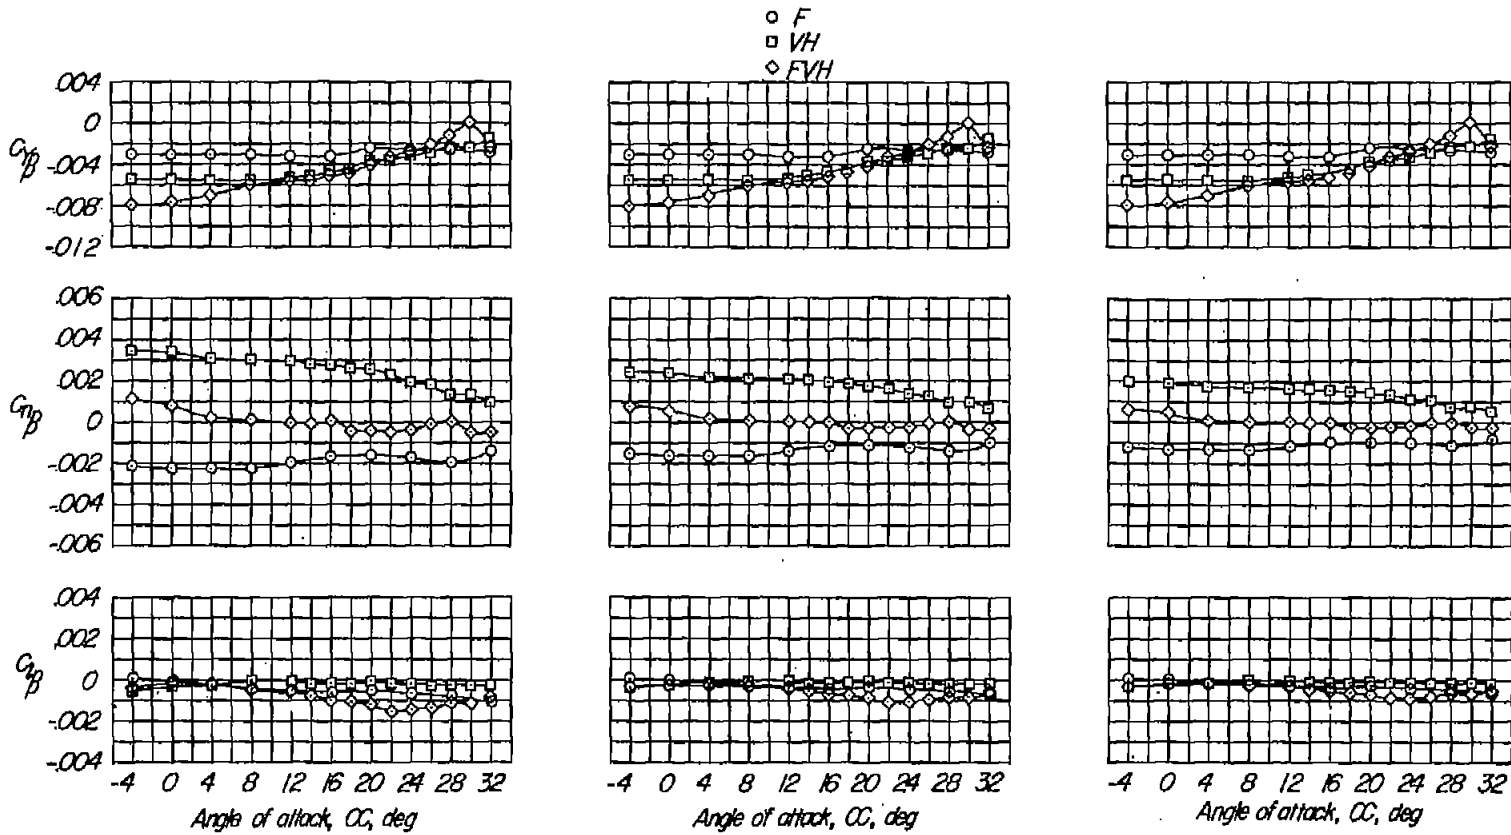 F
VH
FVH
.004
0
-.004
-.008
-.012
CYβ
.006
.004
.002
0
-.002
-.004
-.006
Cnβ
.004
.002
0
-.002
-.004
Clβ
-4 0 4 8 12 16 20 24 28 32
-4 0 4 8 12 16 20 24 28 32
-4 0 4 8 12 16 20 24 28 32
Angle of attack, α, deg
Angle of attack, α, deg
Angle of attack, α, deg